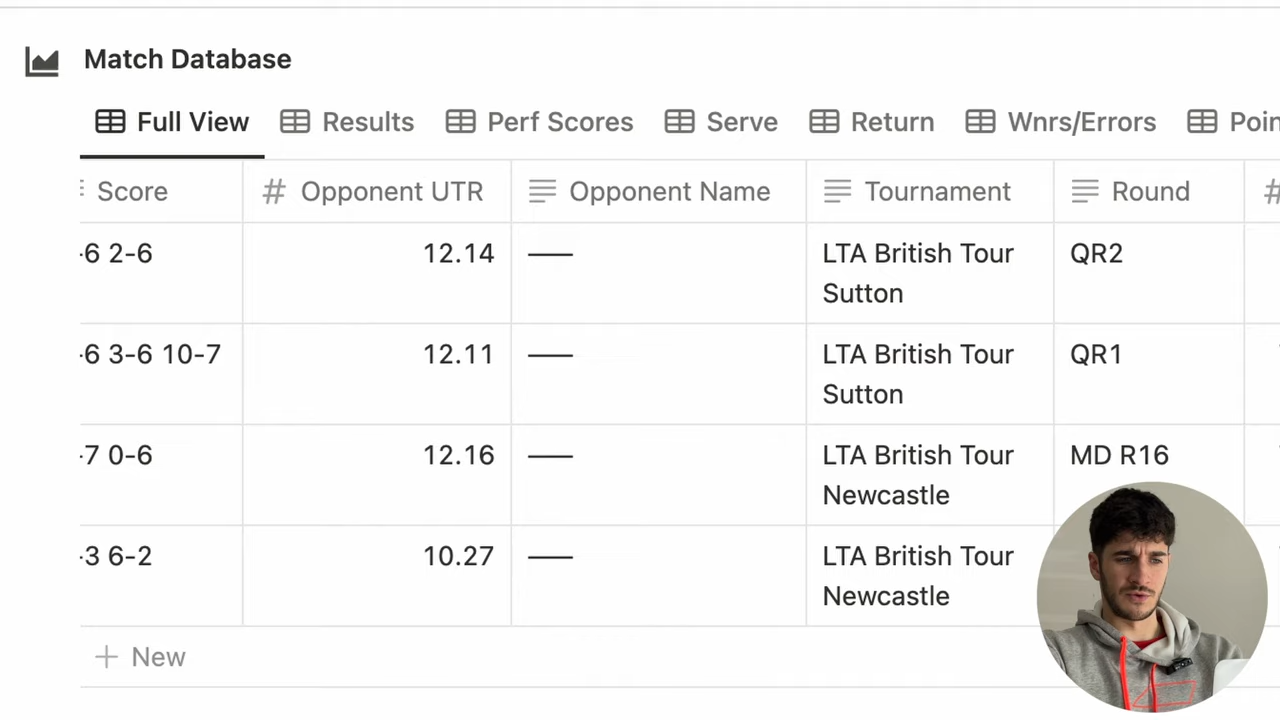 Match Database
Full View Results Perf Scores Serve Return Wnrs/Errors
Score # Opponent UTR Opponent Name Tournament Round #
-6 2-6 12.14 — LTA British Tour QR2
Sutton
-6 3-6 10-7 12.11 — LTA British Tour QR1
Sutton
-7 0-6 12.16 — LTA British Tour MD R16
Newcastle
-3 6-2 10.27 — LTA British Tour
Newcastle
+ New